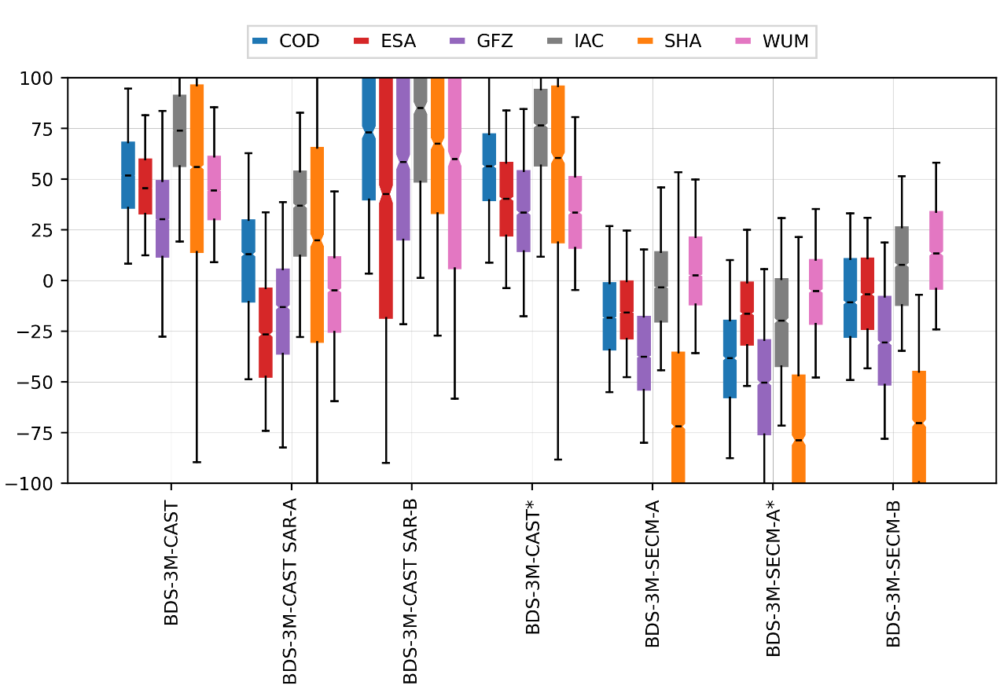 COD ESA GFZ IAC SHA WUM
100
75
50
25
0
−25
−50
−75
−100
BDS-3M-CAST
BDS-3M-CAST SAR-A
BDS-3M-CAST SAR-B
BDS-3M-CAST*
BDS-3M-SECM-A
BDS-3M-SECM-A*
BDS-3M-SECM-B